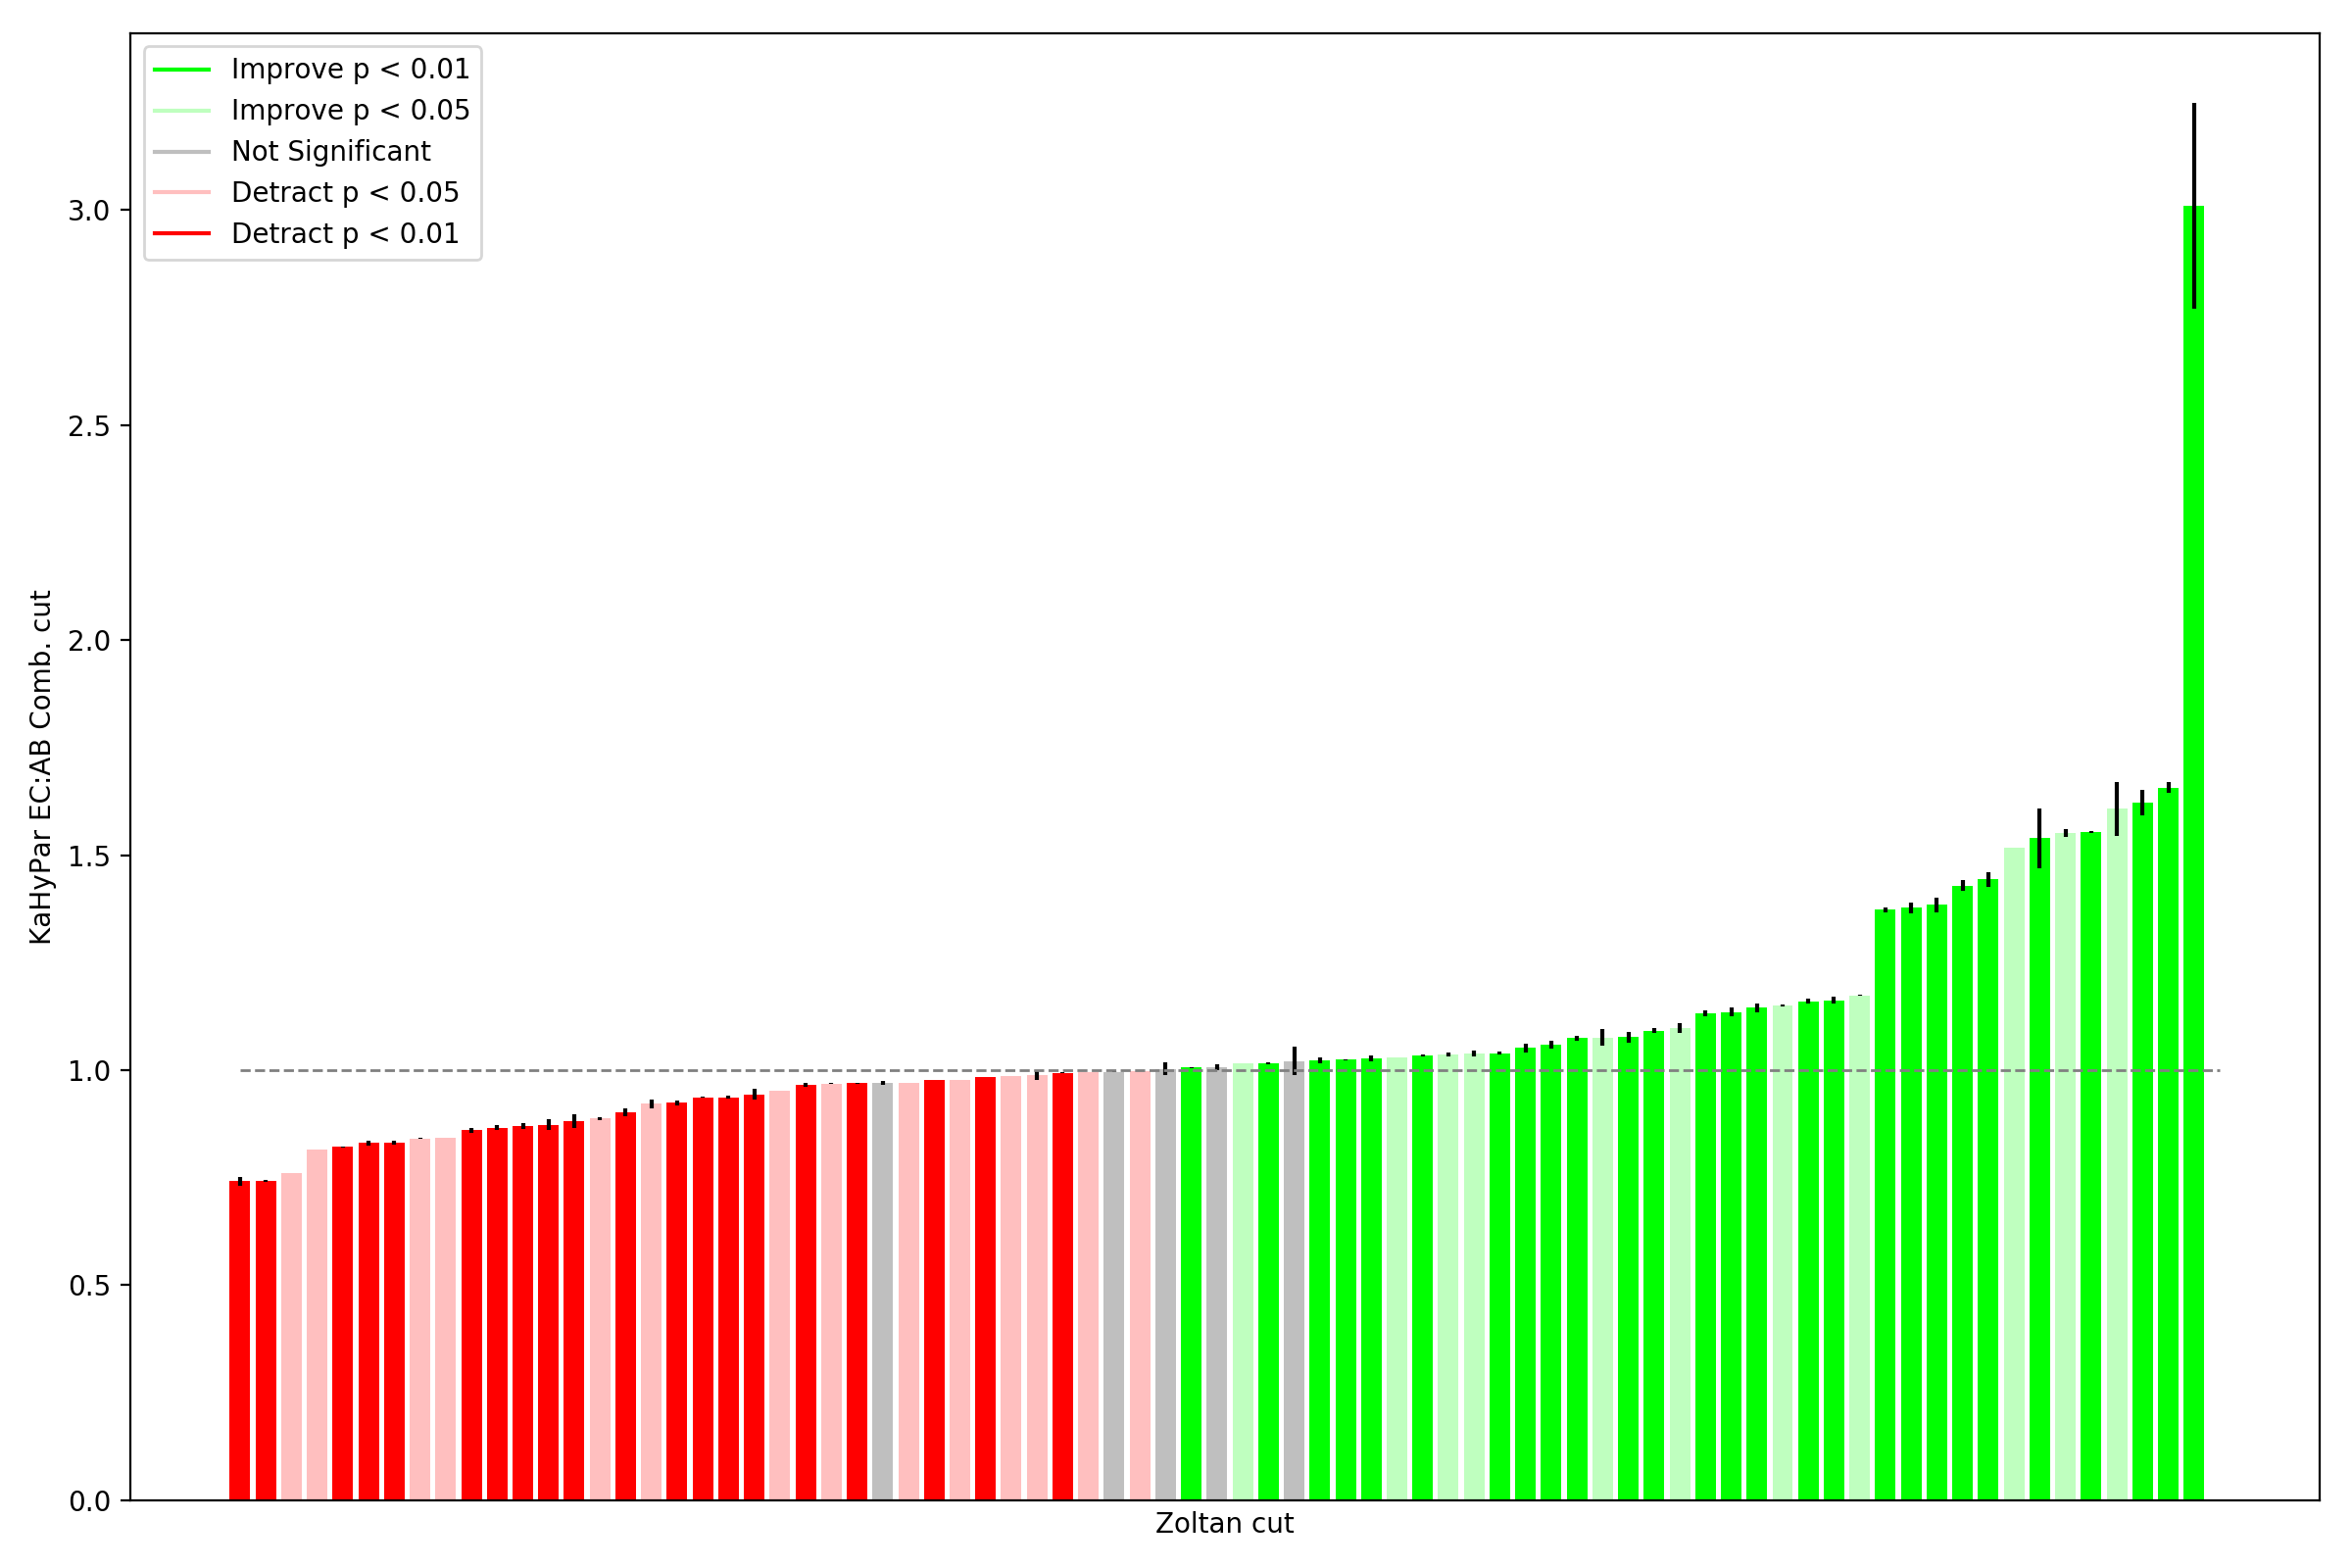 Improve p < 0.01
Improve p < 0.05
Not Significant
Detract p < 0.05
Detract p < 0.01
3.0
2.5
2.0
1.5
1.0
0.5
0.0
KaHyPar EC:AB Comb. cut
Zoltan cut